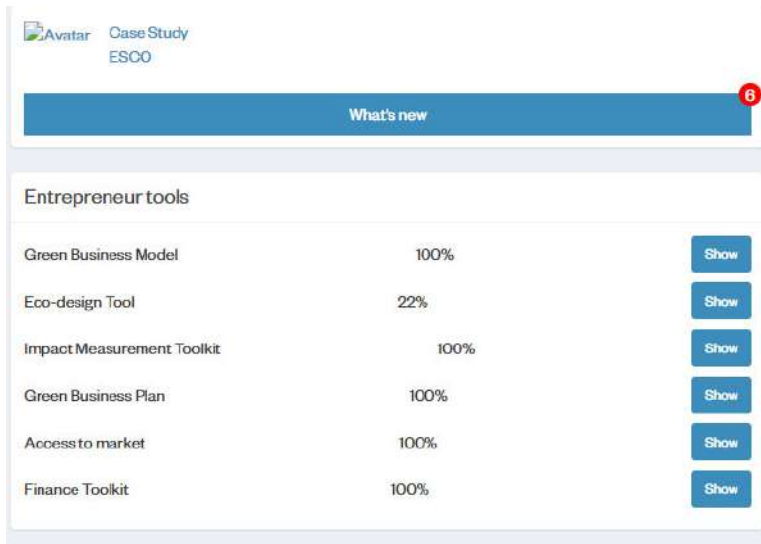 Avatar Case Study
ESCO
6
What's new
Entrepreneur tools
Green Business Model 100% Show
Eco-design Tool 22% Show
Impact Measurement Toolkit 100% Show
Green Business Plan 100% Show
Access to market 100% Show
Finance Toolkit 100% Show